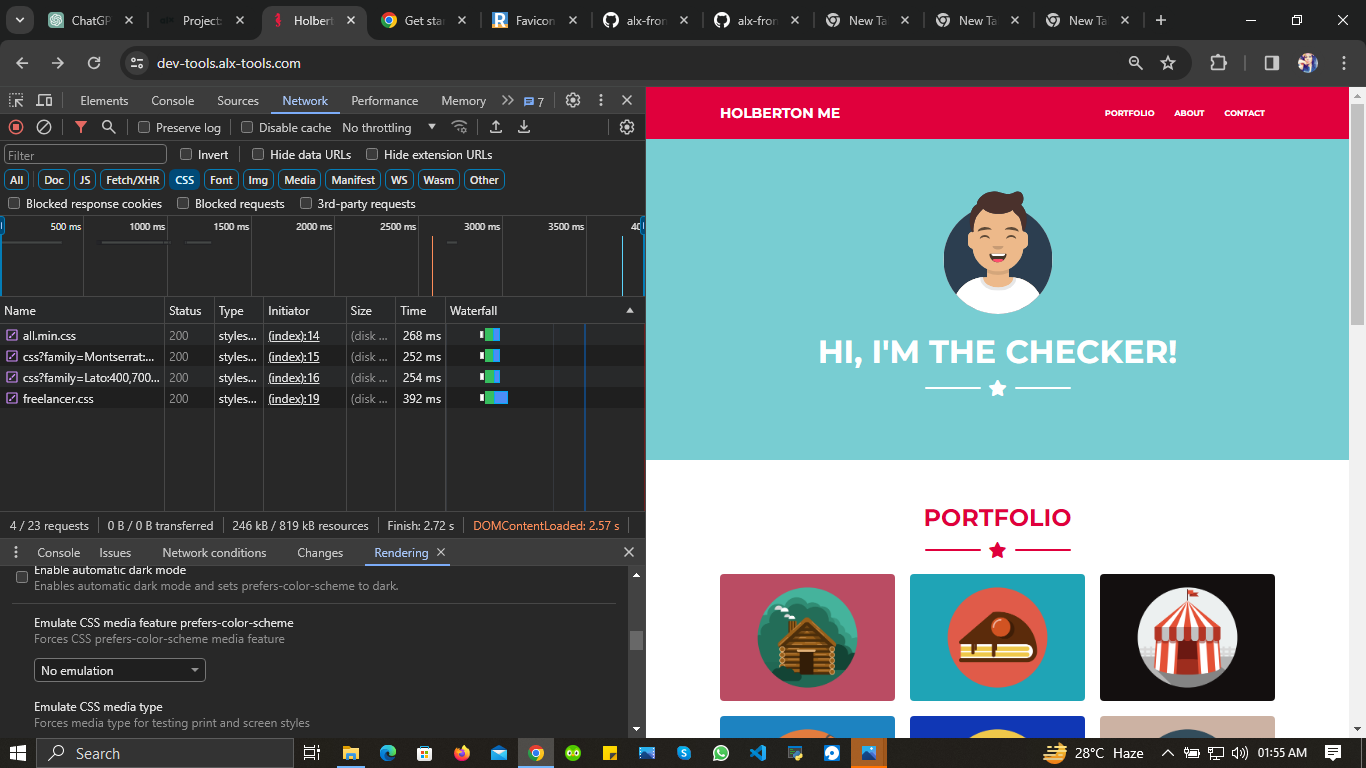 ChatGP
Project
Holbert
Get star
Favicon
alx-fron
alx-fron
New Ta
New Ta
New Ta
dev-tools.alx-tools.com
Elements Console Sources Network Performance Memory 7
Preserve log Disable cache No throttling
Filter Invert Hide data URLs Hide extension URLs
All Doc JS Fetch/XHR CSS Font Img Media Manifest WS Wasm Other
Blocked response cookies Blocked requests 3rd-party requests
500 ms 1000 ms 1500 ms 2000 ms 2500 ms 3000 ms 3500 ms 40
Name Status Type Initiator Size Time Waterfall
all.min.css 200 styles... (index):14 (disk ... 268 ms
css?family=Montserrat:... 200 styles... (index):15 (disk ... 252 ms
css?family=Lato:400,700... 200 styles... (index):16 (disk ... 254 ms
freelancer.css 200 styles... (index):19 (disk ... 392 ms
4 / 23 requests 0 B / 0 B transferred 246 kB / 819 kB resources Finish: 2.72 s DOMContentLoaded: 2.57 s
Console Issues Network conditions Changes Rendering
Enable automatic dark mode
Enables automatic dark mode and sets prefers-color-scheme to dark.
Emulate CSS media feature prefers-color-scheme
Forces CSS prefers-color-scheme media feature
No emulation
Emulate CSS media type
Forces media type for testing print and screen styles
HOLBERTON ME PORTFOLIO ABOUT CONTACT
HI, I'M THE CHECKER!
PORTFOLIO
Search
28°C Haze 01:55 AM